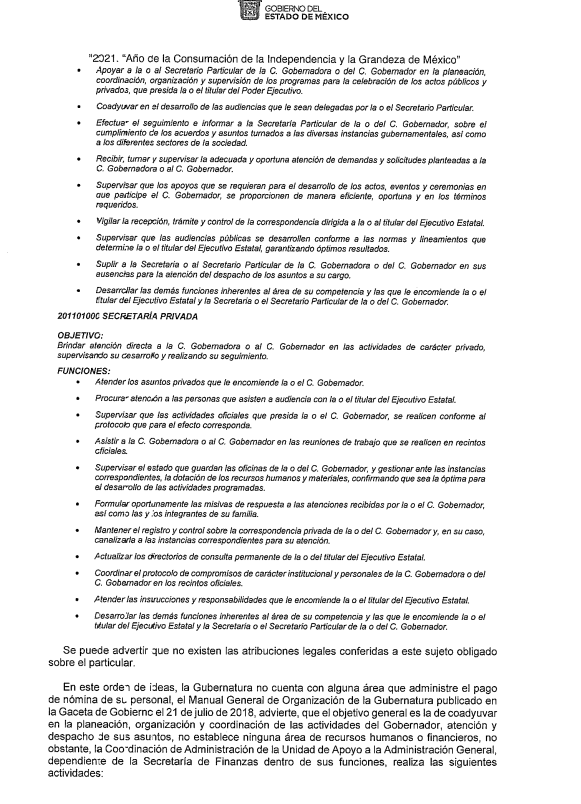 GOBIERNO DEL
ESTADO DE MÉXICO
"2021. "Año de la Consumación de la Independencia y la Grandeza de México"
• Apoyar a la o al Secretario Particular de la C. Gobernadora o del C. Gobernador en la planeación,
coordinación, organización y supervisión de los programas para la celebración de los actos públicos y
privados, que presida la o el titular del Poder Ejecutivo.
• Coadyuvar en el desarrollo de las audiencias que le sean delegadas por la o el Secretario Particular.
• Efectuar el seguimiento e informar a la Secretaría Particular de la o del C. Gobernador, sobre el
cumplimiento de los acuerdos y asuntos turnados a las diversas instancias gubernamentales, así como
a los diferentes sectores de la sociedad.
• Recibir, turnar y supervisar la adecuada y oportuna atención de demandas y solicitudes planteadas a la
C. Gobernadora o al C. Gobernador.
• Supervisar que los apoyos que se requieran para el desarrollo de los actos, eventos y ceremonias en
que participe el C. Gobernador, se proporcionen de manera eficiente, oportuna y en los términos
requeridos.
• Vigilar la recepción, trámite y control de la correspondencia dirigida a la o al titular del Ejecutivo Estatal.
• Supervisar que las audiencias públicas se desarrollen conforme a las normas y lineamientos que
determine la o el titular del Ejecutivo Estatal, garantizando óptimos resultados.
• Suplir a la Secretaria o al Secretario Particular de la C. Gobernadora o del C. Gobernador en sus
ausencias para la atención del despacho de los asuntos a su cargo.
• Desarrollar las demás funciones inherentes al área de su competencia y las que le encomiende la o el
titular del Ejecutivo Estatal y la Secretaria o el Secretario Particular de la o del C. Gobernador.
201101000 SECRETARÍA PRIVADA
OBJETIVO:
Brindar atención directa a la C. Gobernadora o al C. Gobernador en las actividades de carácter privado,
supervisando su desarrollo y realizando su seguimiento.
FUNCIONES:
• Atender los asuntos privados que le encomiende la o el C. Gobernador.
• Procurar atención a las personas que asisten a audiencia con la o el titular del Ejecutivo Estatal.
• Supervisar que las actividades oficiales que presida la o el C. Gobernador, se realicen conforme al
protocolo que para el efecto corresponda.
• Asistir a la C. Gobernadora o al C. Gobernador en las reuniones de trabajo que se realicen en recintos
oficiales.
• Supervisar el estado que guardan las oficinas de la o del C. Gobernador, y gestionar ante las instancias
correspondientes, la dotación de los recursos humanos y materiales, confirmando que sea la óptima para
el desarrollo de las actividades programadas.
• Formular oportunamente las misivas de respuesta a las atenciones recibidas por la o el C. Gobernador,
así como las y los integrantes de su familia.
• Mantener el registro y control sobre la correspondencia privada de la o del C. Gobernador y, en su caso,
canalizarla a las instancias correspondientes para su atención.
• Actualizar los directorios de consulta permanente de la o del titular del Ejecutivo Estatal.
• Coordinar el protocolo de compromisos de carácter institucional y personales de la C. Gobernadora o del
C. Gobernador en los recintos oficiales.
• Atender las instrucciones y responsabilidades que le encomiende la o el titular del Ejecutivo Estatal.
• Desarrollar las demás funciones inherentes al área de su competencia y las que le encomiende la o el
titular del Ejecutivo Estatal y la Secretaria o el Secretario Particular de la o del C. Gobernador.
Se puede advertir que no existen las atribuciones legales conferidas a este sujeto obligado
sobre el particular.
En este orden de ideas, la Gubernatura no cuenta con alguna área que administre el pago
de nómina de su personal, el Manual General de Organización de la Gubernatura publicado en
la Gaceta de Gobierno el 21 de julio de 2018, advierte, que el objetivo general es la de coadyuvar
en la planeación, organización y coordinación de las actividades del Gobernador, atención y
despacho de sus asuntos, no establece ninguna área de recursos humanos o financieros, no
obstante, la Coordinación de Administración de la Unidad de Apoyo a la Administración General,
dependiente de la Secretaría de Finanzas dentro de sus funciones, realiza las siguientes
actividades: